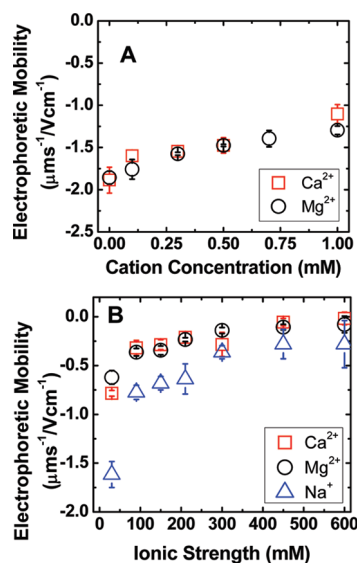 A
Electrophoretic Mobility
(μms⁻¹/Vcm⁻¹)
0.0
-0.5
-1.0
-1.5
-2.0
-2.5
Ca²⁺
Mg²⁺
0.00 0.25 0.50 0.75 1.00
Cation Concentration (mM)
B
Electrophoretic Mobility
(μms⁻¹/Vcm⁻¹)
0.0
-0.5
-1.0
-1.5
-2.0
Ca²⁺
Mg²⁺
Na⁺
0 100 200 300 400 500 600
Ionic Strength (mM)